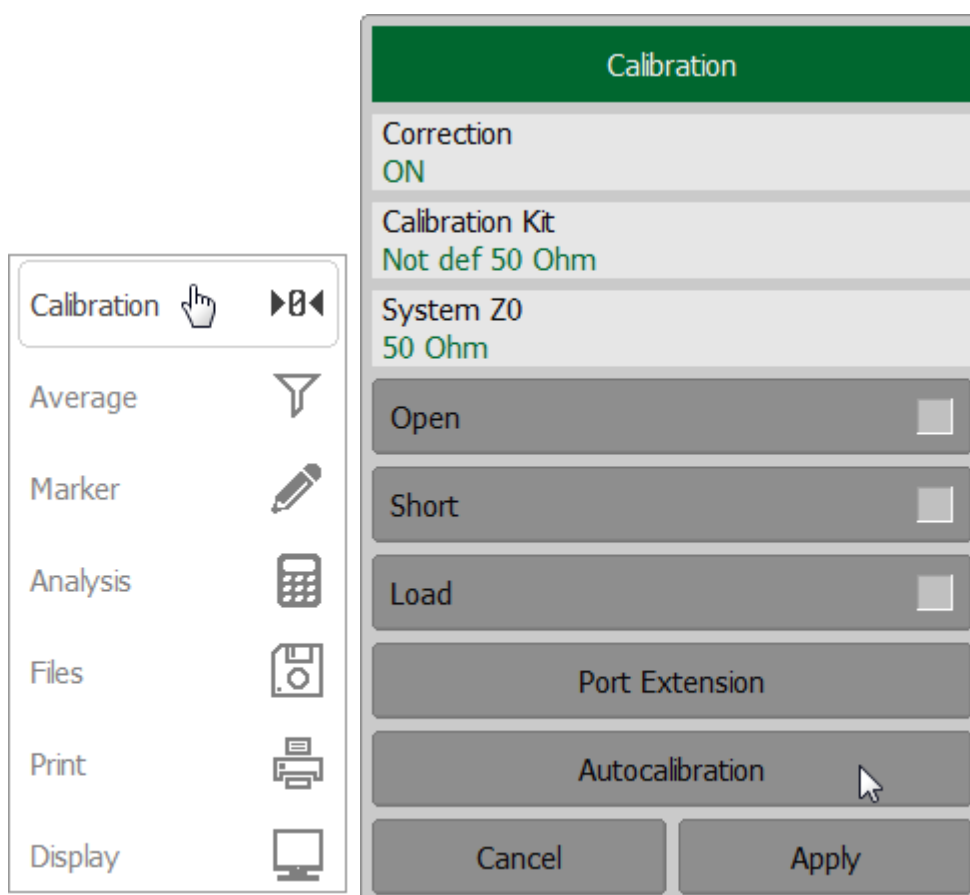 Calibration
Average
Marker
Analysis
Files
Print
Display
Calibration
Correction
ON
Calibration Kit
Not def 50 Ohm
System Z0
50 Ohm
Open
Short
Load
Port Extension
Autocalibration
Cancel
Apply